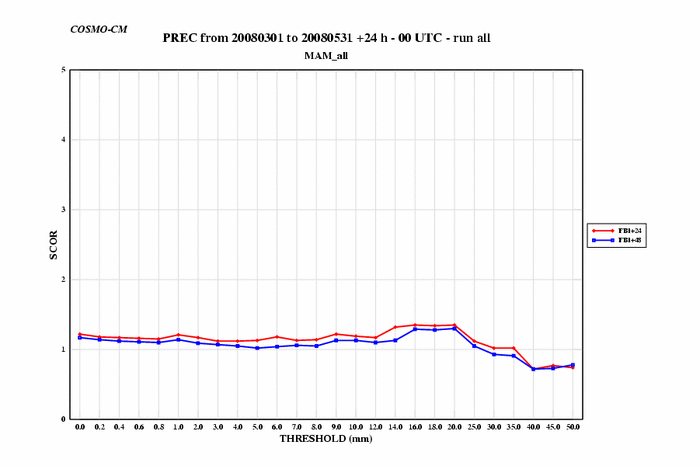 COSMO-CM
PREC from 20080301 to 20080531 +24 h - 00 UTC - run all
MAM_all
5
4
3
2
1
0
SCOR
FBI+24
FBI+48
0.0 0.2 0.4 0.6 0.8 1.0 2.0 3.0 4.0 5.0 6.0 7.0 8.0 9.0 10.0 12.0 14.0 16.0 18.0 20.0 25.0 30.0 35.0 40.0 45.0 50.0
THRESHOLD (mm)